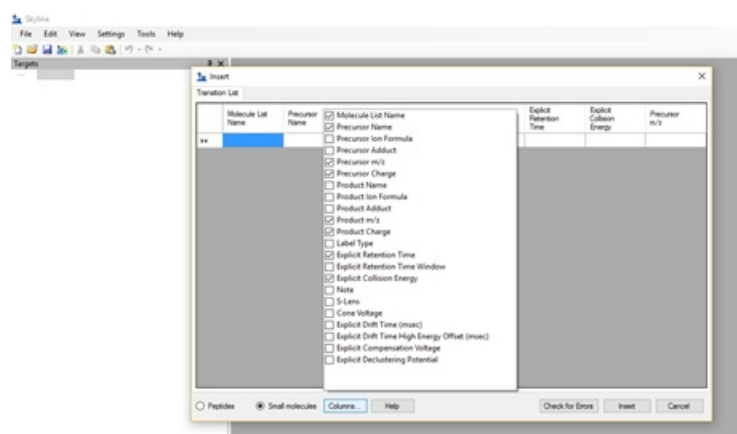 Skyline
File Edit View Settings Tools Help
Targets
Insert
Transition List
Molecule List Name
Precursor Name
Explicit Retention Time
Explicit Collision Energy
Precursor m/z
Molecule List Name
Precursor Name
Precursor Ion Formula
Precursor Adduct
Precursor m/z
Precursor Charge
Product Name
Product Ion Formula
Product Adduct
Product m/z
Product Charge
Label Type
Explicit Retention Time
Explicit Retention Time Window
Explicit Collision Energy
Note
S-Lens
Cone Voltage
Explicit Drift Time (msec)
Explicit Drift Time High Energy Offset (msec)
Explicit Compensation Voltage
Explicit Declustering Potential
Peptides Small molecules Columns... Help Check for Errors Insert Cancel